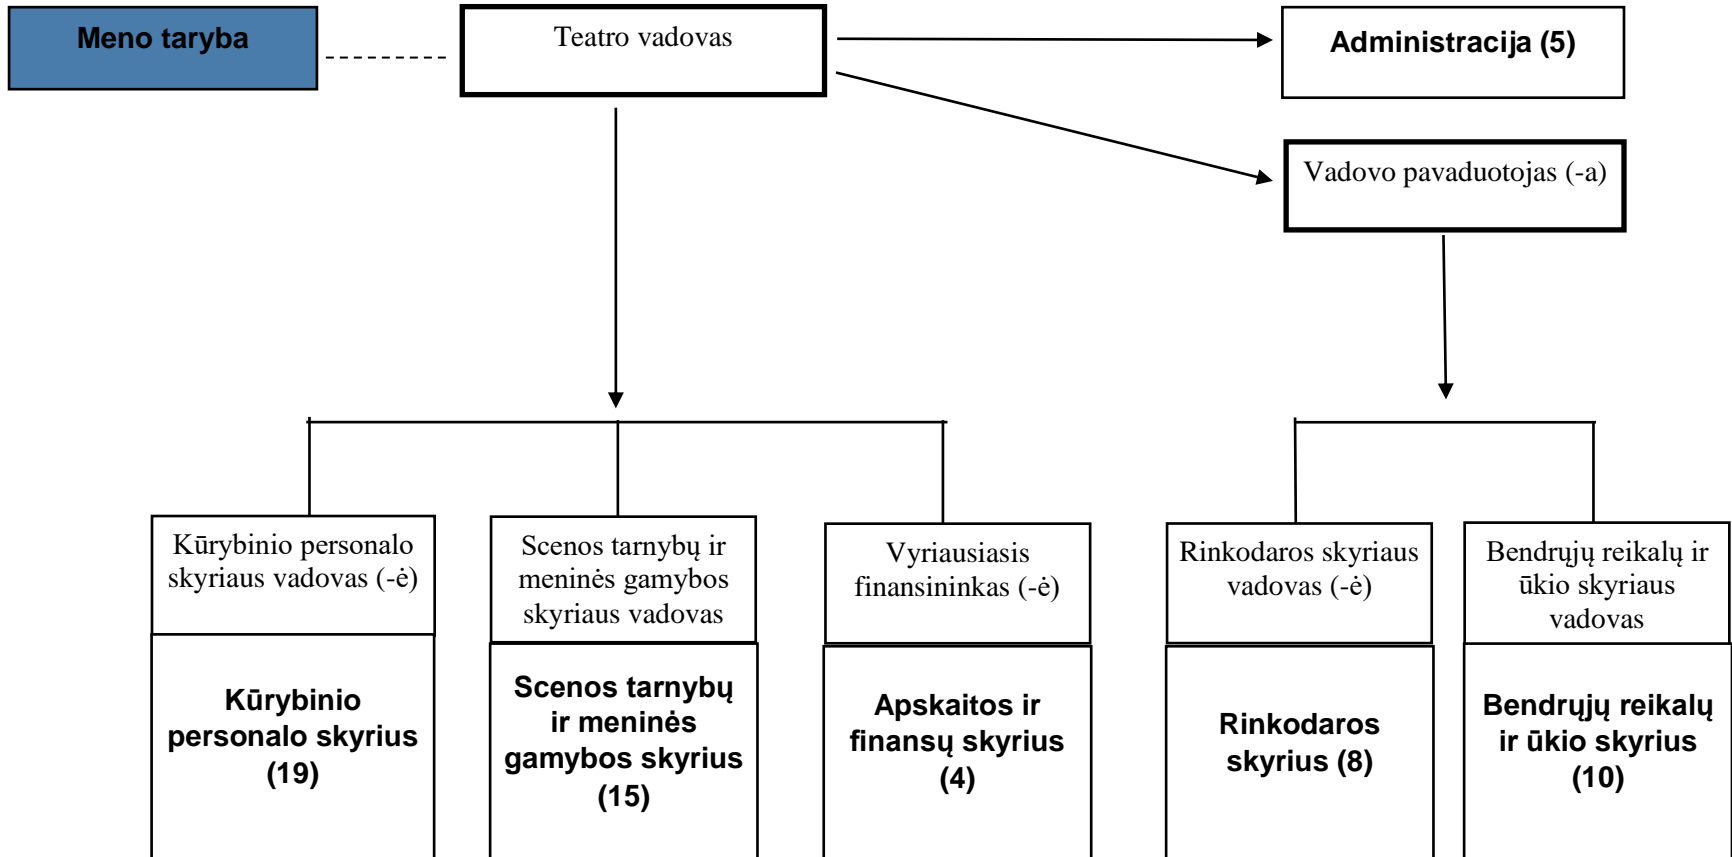 Meno taryba
Teatro vadovas
Administracija (5)
Vadovo pavaduotojas (-a)
Kūrybinio personalo
skyriaus vadovas (-ė)
Scenos tarnybų ir
meninės gamybos
skyriaus vadovas
Vyriausiasis
finansininkas (-ė)
Rinkodaros skyriaus
vadovas (-ė)
Bendrųjų reikalų ir
ūkio skyriaus
vadovas
Kūrybinio
personalo skyrius
(19)
Scenos tarnybų
ir meninės
gamybos skyrius
(15)
Apskaitos ir
finansų skyrius
(4)
Rinkodaros
skyrius (8)
Bendrųjų reikalų
ir ūkio skyrius
(10)